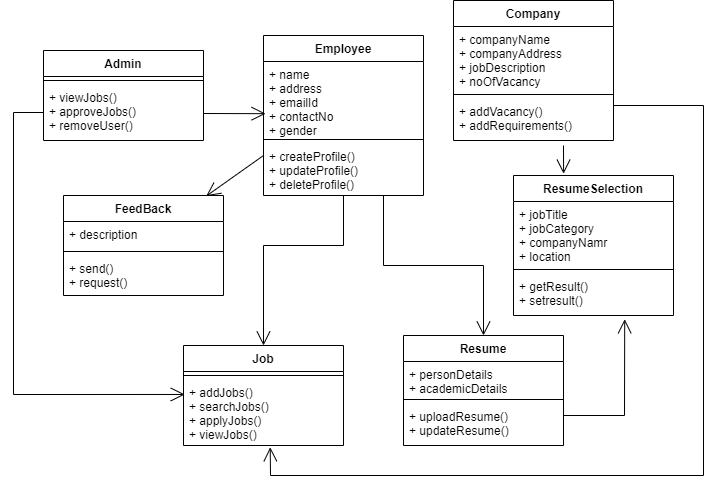 Company
+ companyName
+ companyAddress
+ jobDescription
+ noOfVacancy
+ addVacancy()
+ addRequirements()
Employee
+ name
+ address
+ emailId
+ contactNo
+ gender
+ createProfile()
+ updateProfile()
+ deleteProfile()
Admin
+ viewJobs()
+ approveJobs()
+ removeUser()
ResumeSelection
+ jobTitle
+ jobCategory
+ companyNamr
+ location
+ getResult()
+ setresult()
FeedBack
+ description
+ send()
+ request()
Job
+ addJobs()
+ searchJobs()
+ applyJobs()
+ viewJobs()
Resume
+ personDetails
+ academicDetails
+ uploadResume()
+ updateResume()